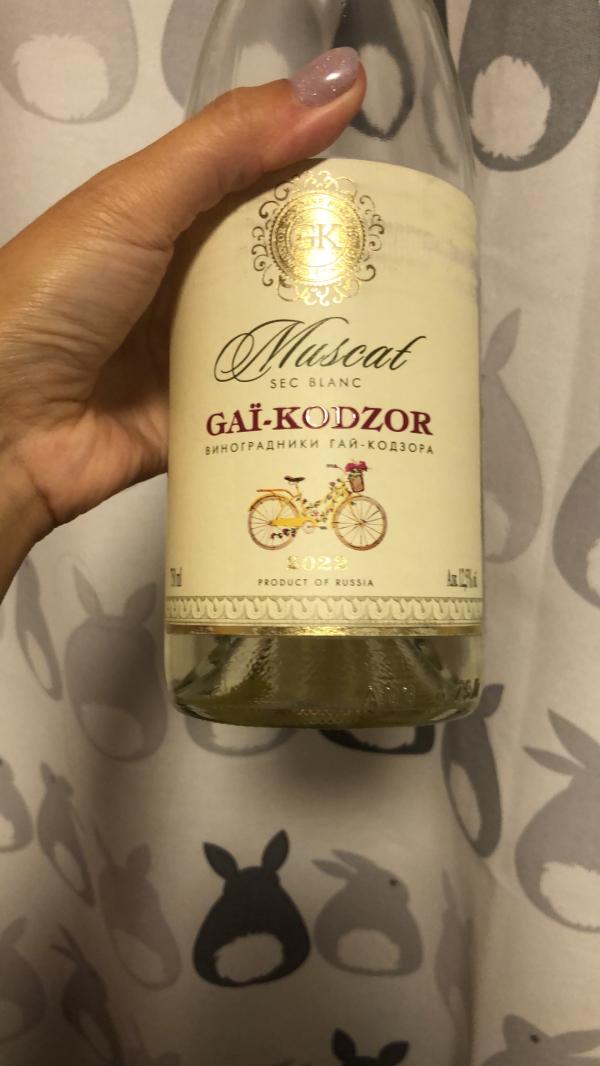 GK
Muscat
SEC BLANC
GAÏ-KODZOR
ВИНОГРАДНИКИ ГАЙ-КОДЗОРА
2022
PRODUCT OF RUSSIA